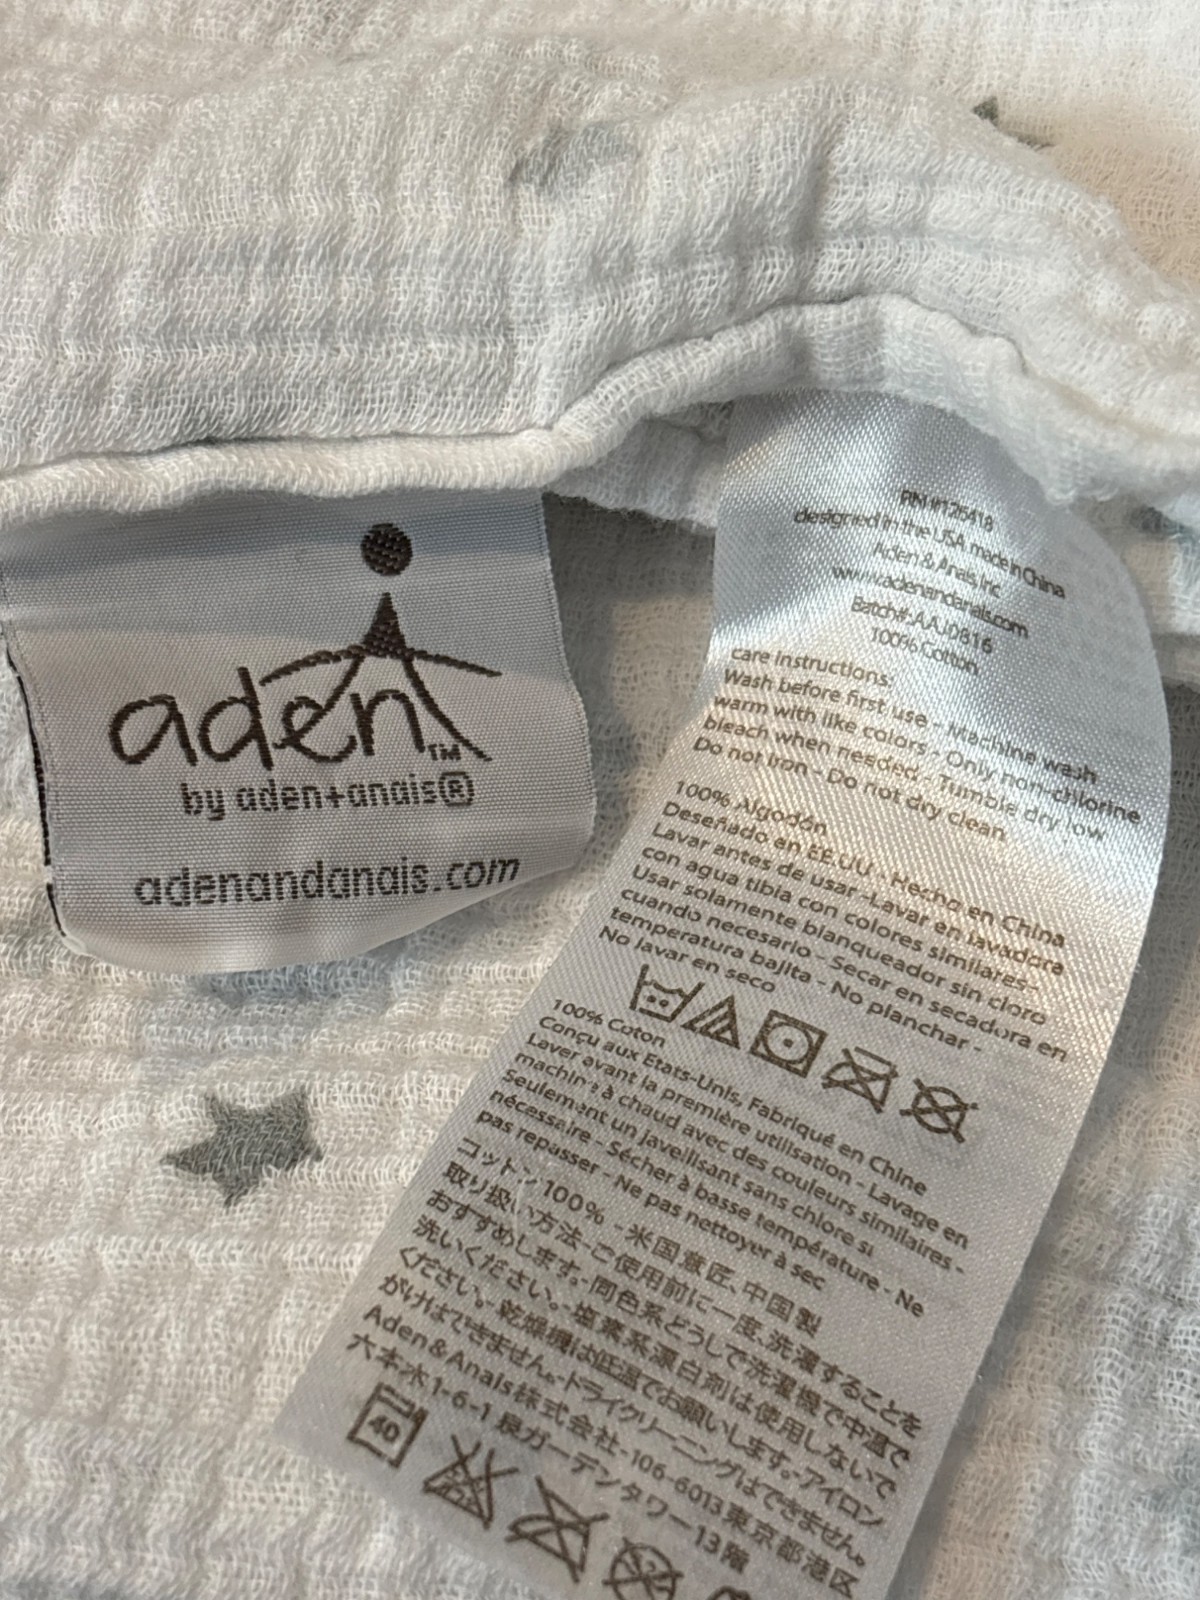 aden™
by aden+anais®
adenandanais.com
RN #126418
designed in the USA made in China
Aden & Anais, Inc
www.adenandanais.com
Batch#:AAJ0816
100% Cotton
care instructions:
Wash before first use - Machine wash
warm with like colors - Only non-chlorine
bleach when needed - Tumble dry low
Do not iron - Do not dry clean
100% Algodón
Deseñado en EE.UU - Hecho en China
Lavar antes de usar -Lavar en lavadora
con agua tibia con colores similares-
Usar solamente blanqueador sin cloro
cuando necesario - Secar en secadora en
temperatura bajita - No planchar -
No lavar en seco
100% Coton
Conçu aux Etats-Unis, Fabriqué en Chine
Laver avant la première utilisation - Lavage en
machine à chaud avec des couleurs similaires -
Seulement un javellisant sans chlore si
nécessaire - Sécher à basse température - Ne
pas repasser - Ne pas nettoyer à sec
コットン 100% - 米国意匠、中国製
取り扱い方法-ご使用前に一度、洗濯することを
おすすめします。-同色系どうしで洗濯機で中温で
洗いください。-塩素系漂白剤は使用しないで
ください。-乾燥機は低温でお願いします。-アイロン
がけはできません。-ドライクリーニングはできません。
Aden&Anais株式会社-106-6013東京都港区
六本木1-6-1 泉ガーデンタワー13階
40